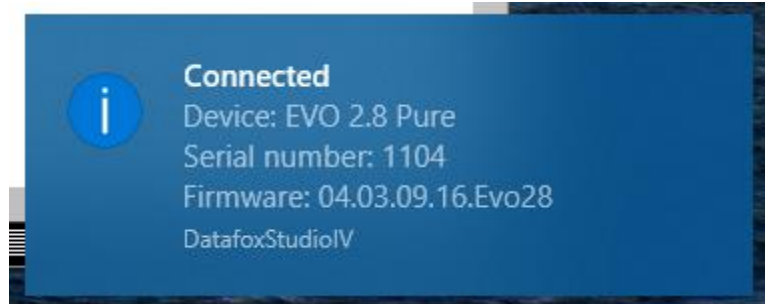 Connected
Device: EVO 2.8 Pure
Serial number: 1104
Firmware: 04.03.09.16.Evo28
DatafoxStudioIV